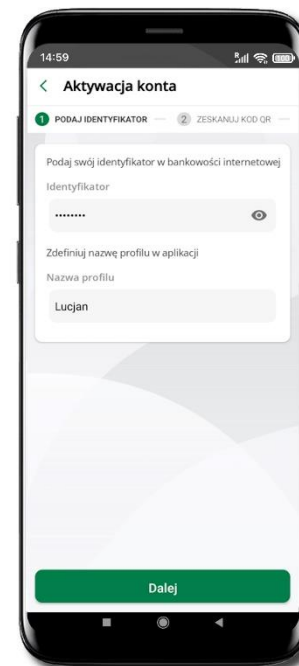 14:59
Aktywacja konta
1 PODAJ IDENTYFIKATOR 2 ZESKANUJ KOD QR
Podaj swój identyfikator w bankowości internetowej
Identyfikator
••••••••
Zdefiniuj nazwę profilu w aplikacji
Nazwa profilu
Lucjan
Dalej